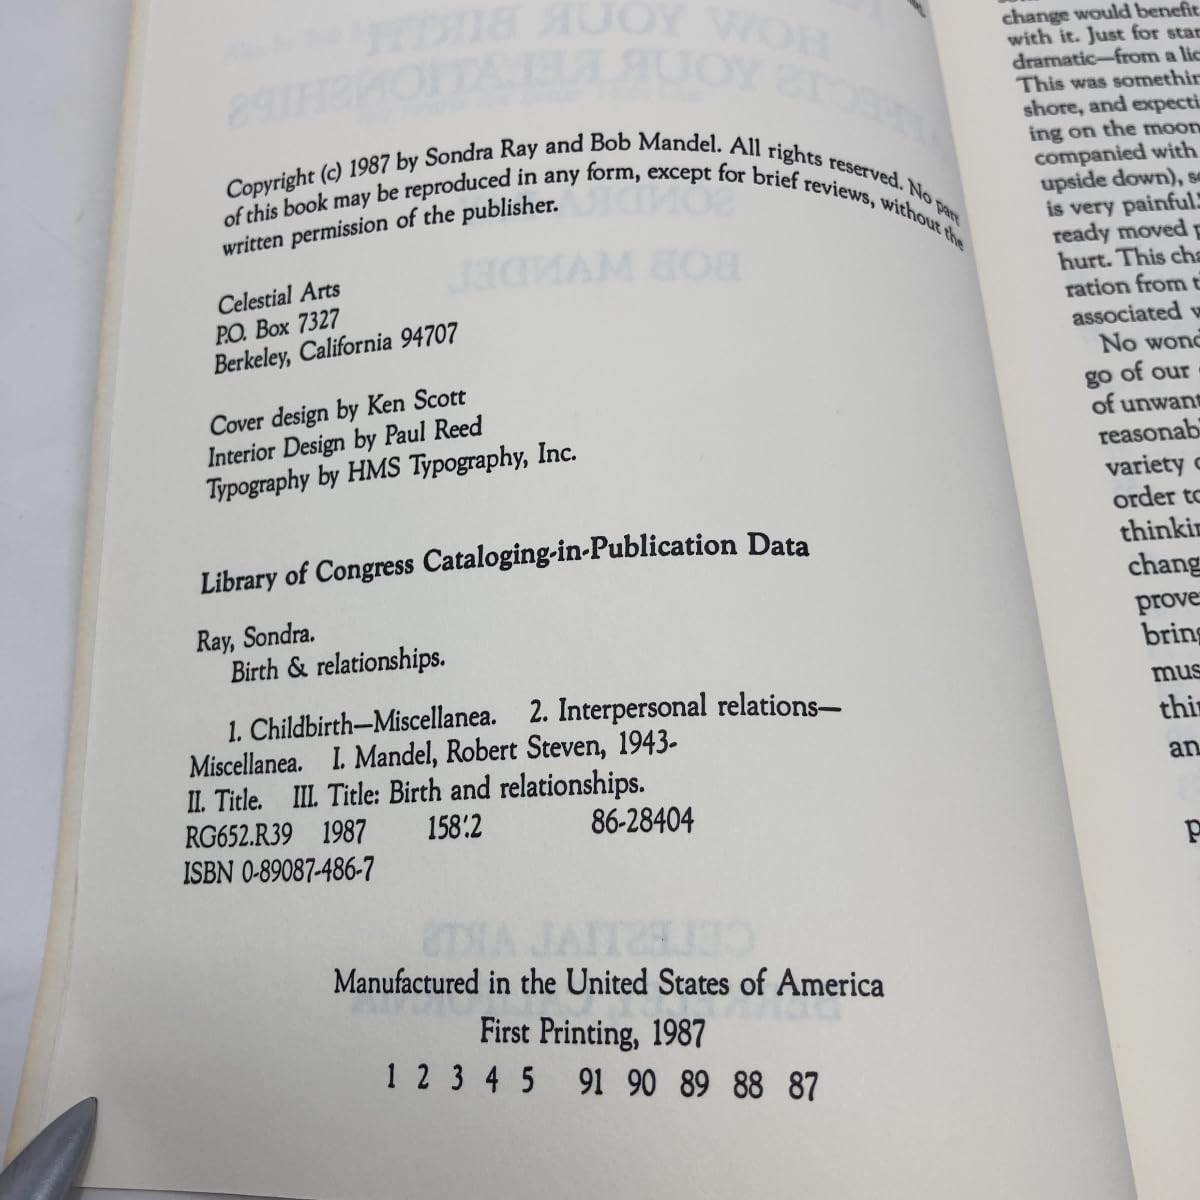 Copyright (c) 1987 by Sondra Ray and Bob Mandel. All rights reserved. No part
of this book may be reproduced in any form, except for brief reviews, without the
written permission of the publisher.
Celestial Arts
P.O. Box 7327
Berkeley, California 94707
Cover design by Ken Scott
Interior Design by Paul Reed
Typography by HMS Typography, Inc.
Library of Congress Cataloging-in-Publication Data
Ray, Sondra.
Birth & relationships.
1. Childbirth—Miscellanea. 2. Interpersonal relations—
Miscellanea. I. Mandel, Robert Steven, 1943-
II. Title. III. Title: Birth and relationships.
RG652.R39 1987 158'.2 86-28404
ISBN 0-89087-486-7
Manufactured in the United States of America
First Printing, 1987
1 2 3 4 5 91 90 89 88 87
change would benefit
with it. Just for star
dramatic—from a lic
This was somethin
shore, and expecti
ing on the moon
companied with
upside down), s
is very painful.
ready moved p
hurt. This cha
ration from t
associated w
No wond
go of our
of unwant
reasonabl
variety
order to
thinkin
chang
prove
bring
mus
thin
an
p